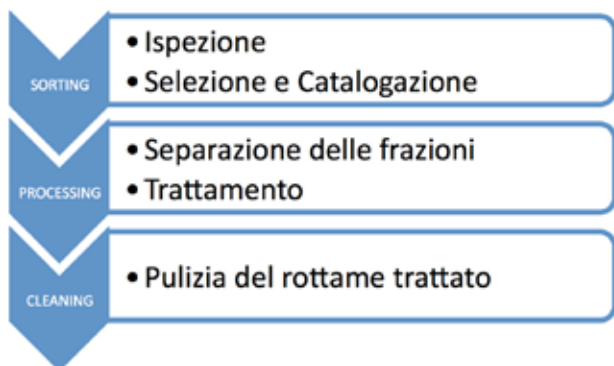 SORTING
• Ispezione
• Selezione e Catalogazione
PROCESSING
• Separazione delle frazioni
• Trattamento
CLEANING
• Pulizia del rottame trattato